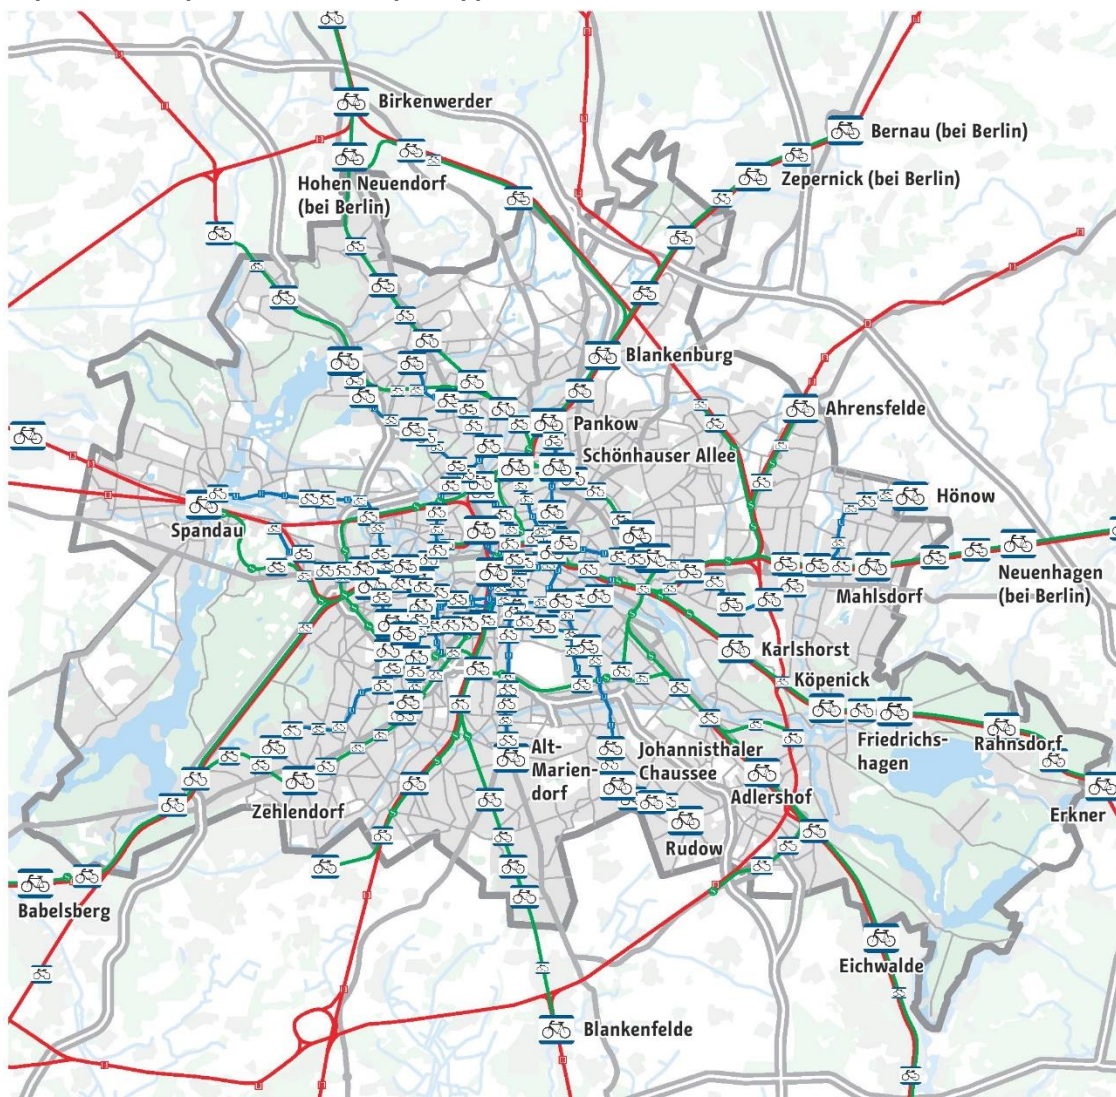 Birkenwerder
Bernau (bei Berlin)
Hohen Neuendorf
(bei Berlin)
Zepernick (bei Berlin)
Blankenburg
Ahrensfelde
Pankow
Schönhauser Allee
Hönow
Spandau
Mahlsdorf
Neuenhagen
(bei Berlin)
Karlshorst
Köpenick
Friedrichs-
hagen
Rahnsdorf
Erkner
Alt-
Marien-
dorf
Johannisthaler
Chaussee
Adlershof
Zehlendorf
Rudow
Babelsberg
Eichwalde
Blankenfelde